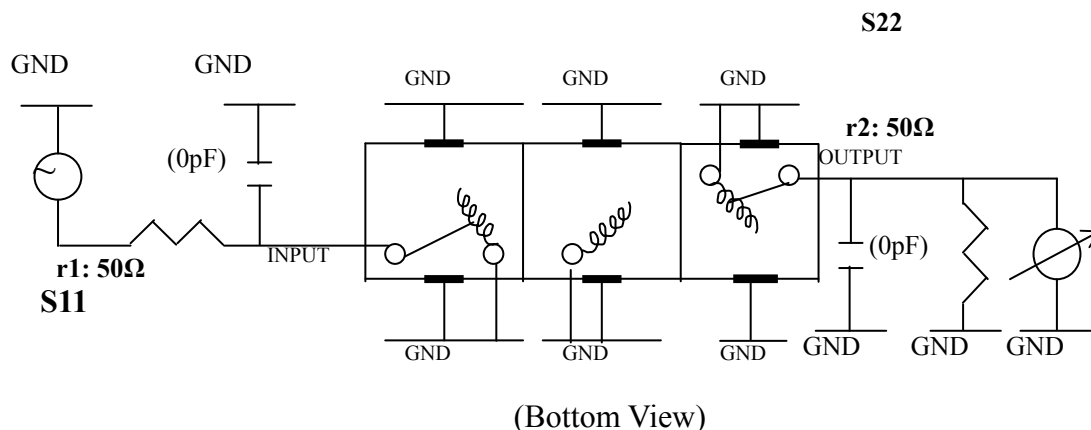 S22
GND
GND
GND
GND
GND
r2: 50Ω
(0pF)
OUTPUT
INPUT
(0pF)
r1: 50Ω
S11
GND
GND
GND
GND
GND
GND
(Bottom View)